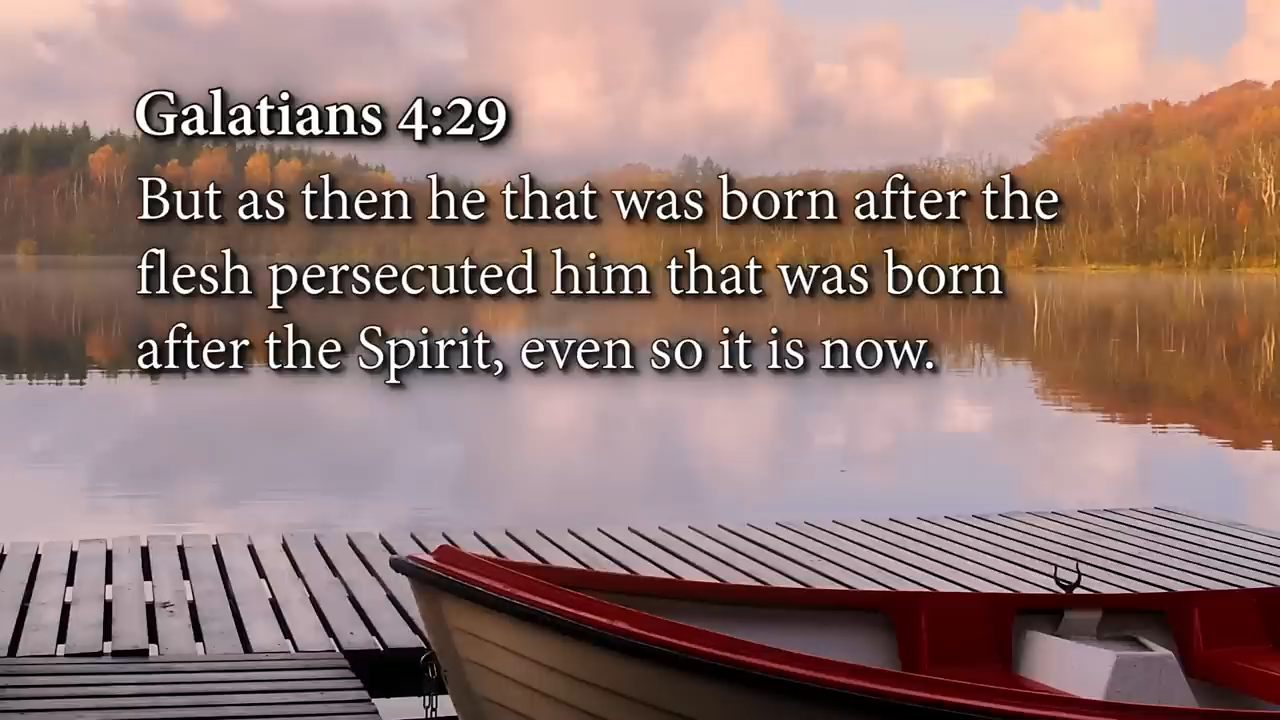 Galatians 4:29
But as then he that was born after the
flesh persecuted him that was born
after the Spirit, even so it is now.